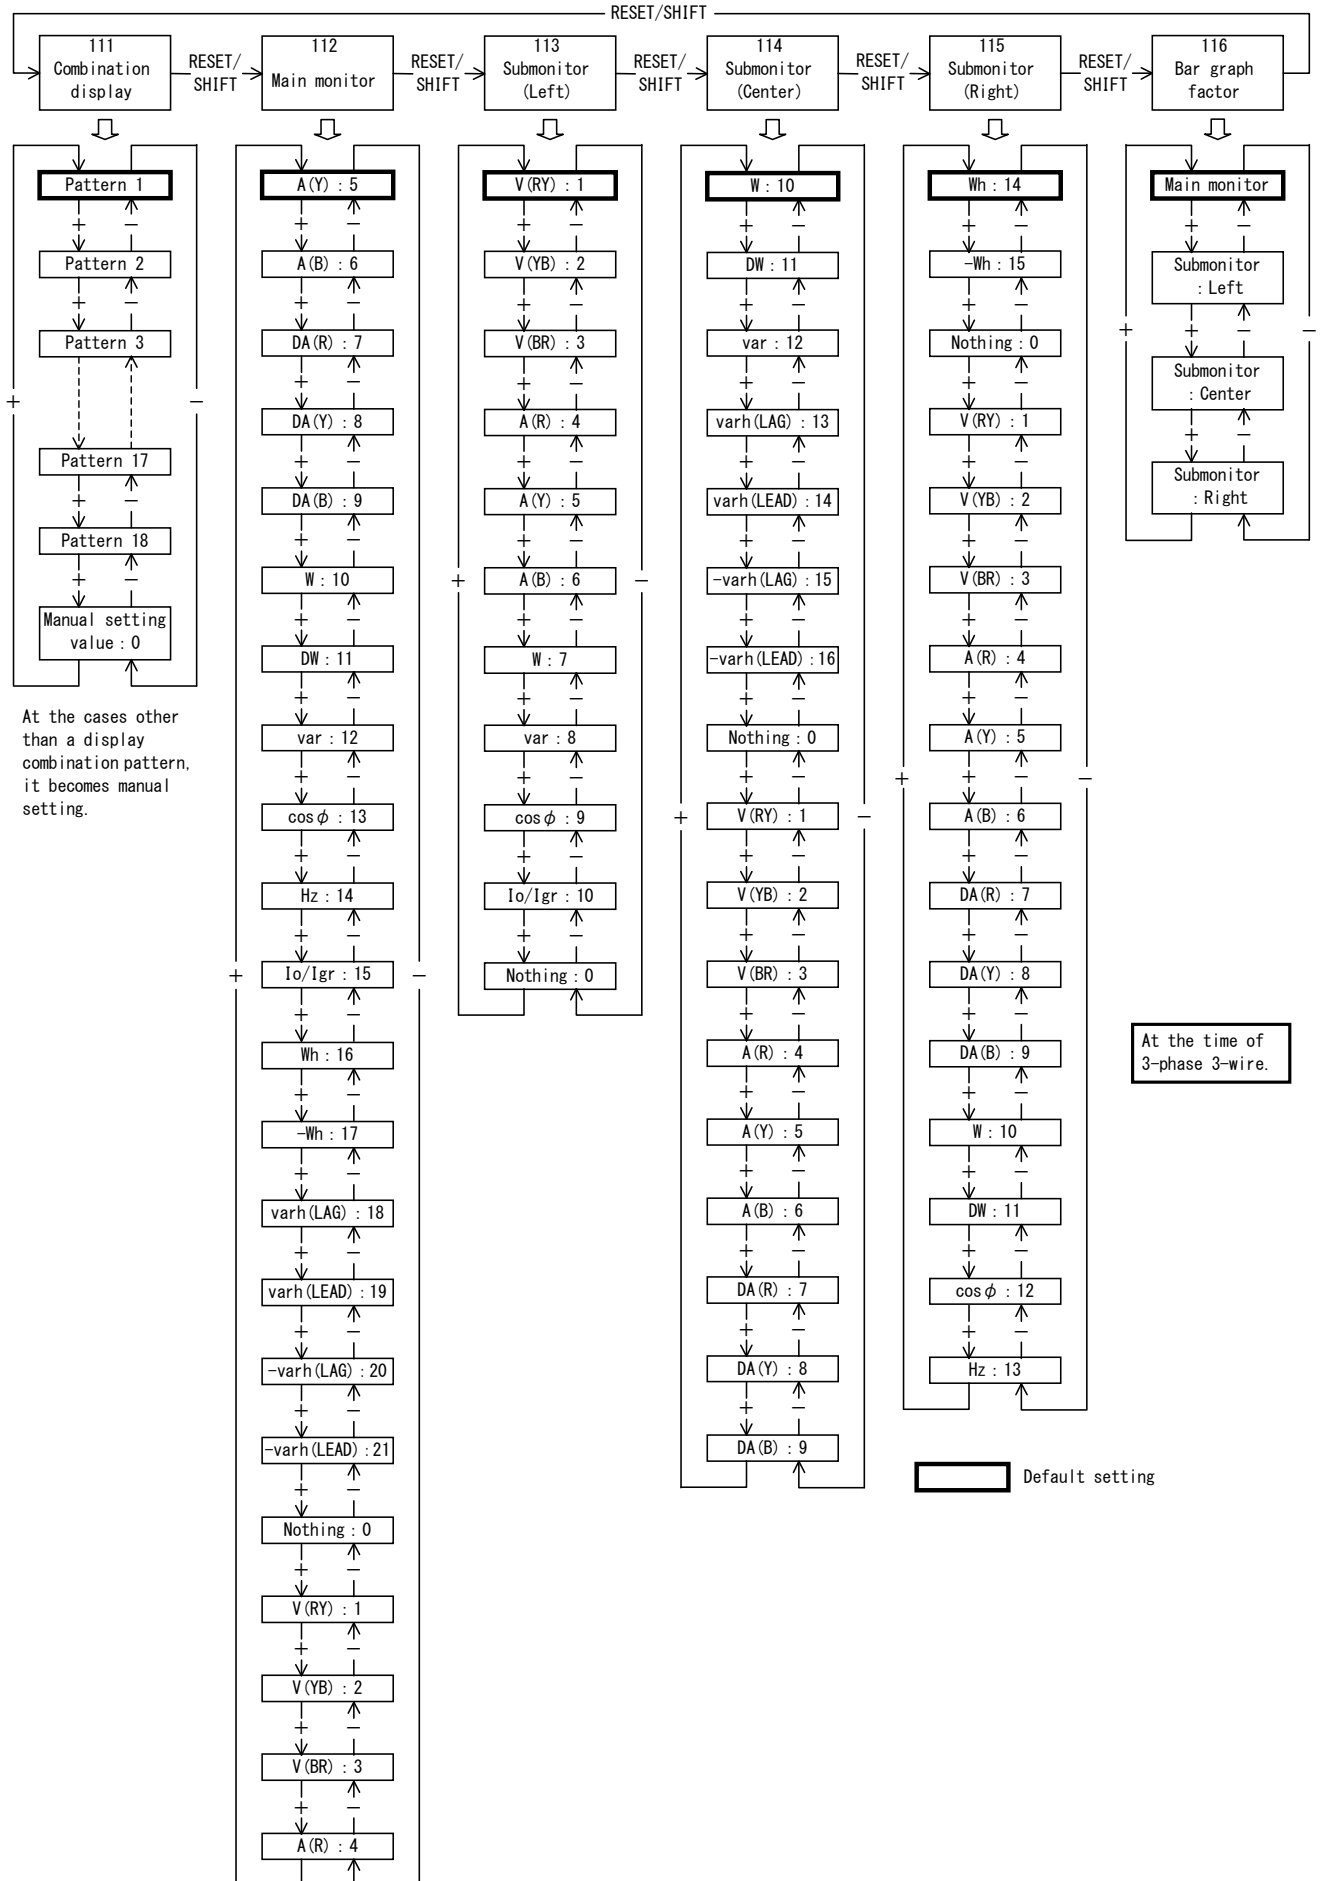 RESET/SHIFT
111
Combination
display
RESET/
SHIFT
112
Main monitor
RESET/
SHIFT
113
Submonitor
(Left)
RESET/
SHIFT
114
Submonitor
(Center)
RESET/
SHIFT
115
Submonitor
(Right)
RESET/
SHIFT
116
Bar graph
factor
Pattern 1
+ −
Pattern 2
+ −
Pattern 3
+ −
Pattern 17
+ −
Pattern 18
+ −
Manual setting
value : 0
At the cases other
than a display
combination pattern,
it becomes manual
setting.
A(Y) : 5
+ −
A(B) : 6
+ −
DA(R) : 7
+ −
DA(Y) : 8
+ −
DA(B) : 9
+ −
W : 10
+ −
DW : 11
+ −
var : 12
+ −
cosφ : 13
+ −
Hz : 14
+ −
+ Io/Igr : 15 −
+ −
Wh : 16
+ −
-Wh : 17
+ −
varh(LAG) : 18
+ −
varh(LEAD) : 19
+ −
-varh(LAG) : 20
+ −
-varh(LEAD) : 21
+ −
Nothing : 0
+ −
V(RY) : 1
+ −
V(YB) : 2
+ −
V(BR) : 3
+ −
A(R) : 4
V(RY) : 1
+ −
V(YB) : 2
+ −
V(BR) : 3
+ −
A(R) : 4
+ −
A(Y) : 5
+ −
+ A(B) : 6 −
+ −
W : 7
+ −
var : 8
+ −
cosφ : 9
+ −
Io/Igr : 10
+ −
Nothing : 0
W : 10
+ −
DW : 11
+ −
var : 12
+ −
varh(LAG) : 13
+ −
varh(LEAD) : 14
+ −
-varh(LAG) : 15
+ −
-varh(LEAD) : 16
+ −
Nothing : 0
+ −
+ V(RY) : 1 −
+ −
V(YB) : 2
+ −
V(BR) : 3
+ −
A(R) : 4
+ −
A(Y) : 5
+ −
A(B) : 6
+ −
DA(R) : 7
+ −
DA(Y) : 8
+ −
DA(B) : 9
Wh : 14
+ −
-Wh : 15
+ −
Nothing : 0
+ −
V(RY) : 1
+ −
V(YB) : 2
+ −
V(BR) : 3
+ −
A(R) : 4
+ −
A(Y) : 5
+ + − −
A(B) : 6
+ −
DA(R) : 7
+ −
DA(Y) : 8
+ −
DA(B) : 9
+ −
W : 10
+ −
DW : 11
+ −
cosφ : 12
+ −
Hz : 13
Main monitor
+ −
Submonitor
: Left
+ + − −
Submonitor
: Center
+ −
Submonitor
: Right
At the time of
3-phase 3-wire.
Default setting